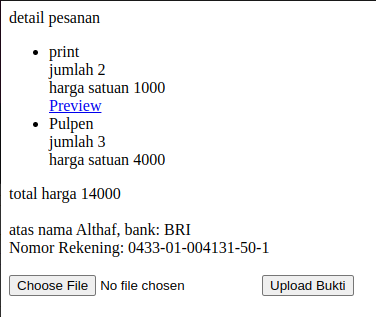 detail pesanan
print
jumlah 2
harga satuan 1000
Preview
Pulpen
jumlah 3
harga satuan 4000
total harga 14000
atas nama Althaf, bank: BRI
Nomor Rekening: 0433-01-004131-50-1
Choose File No file chosen Upload Bukti